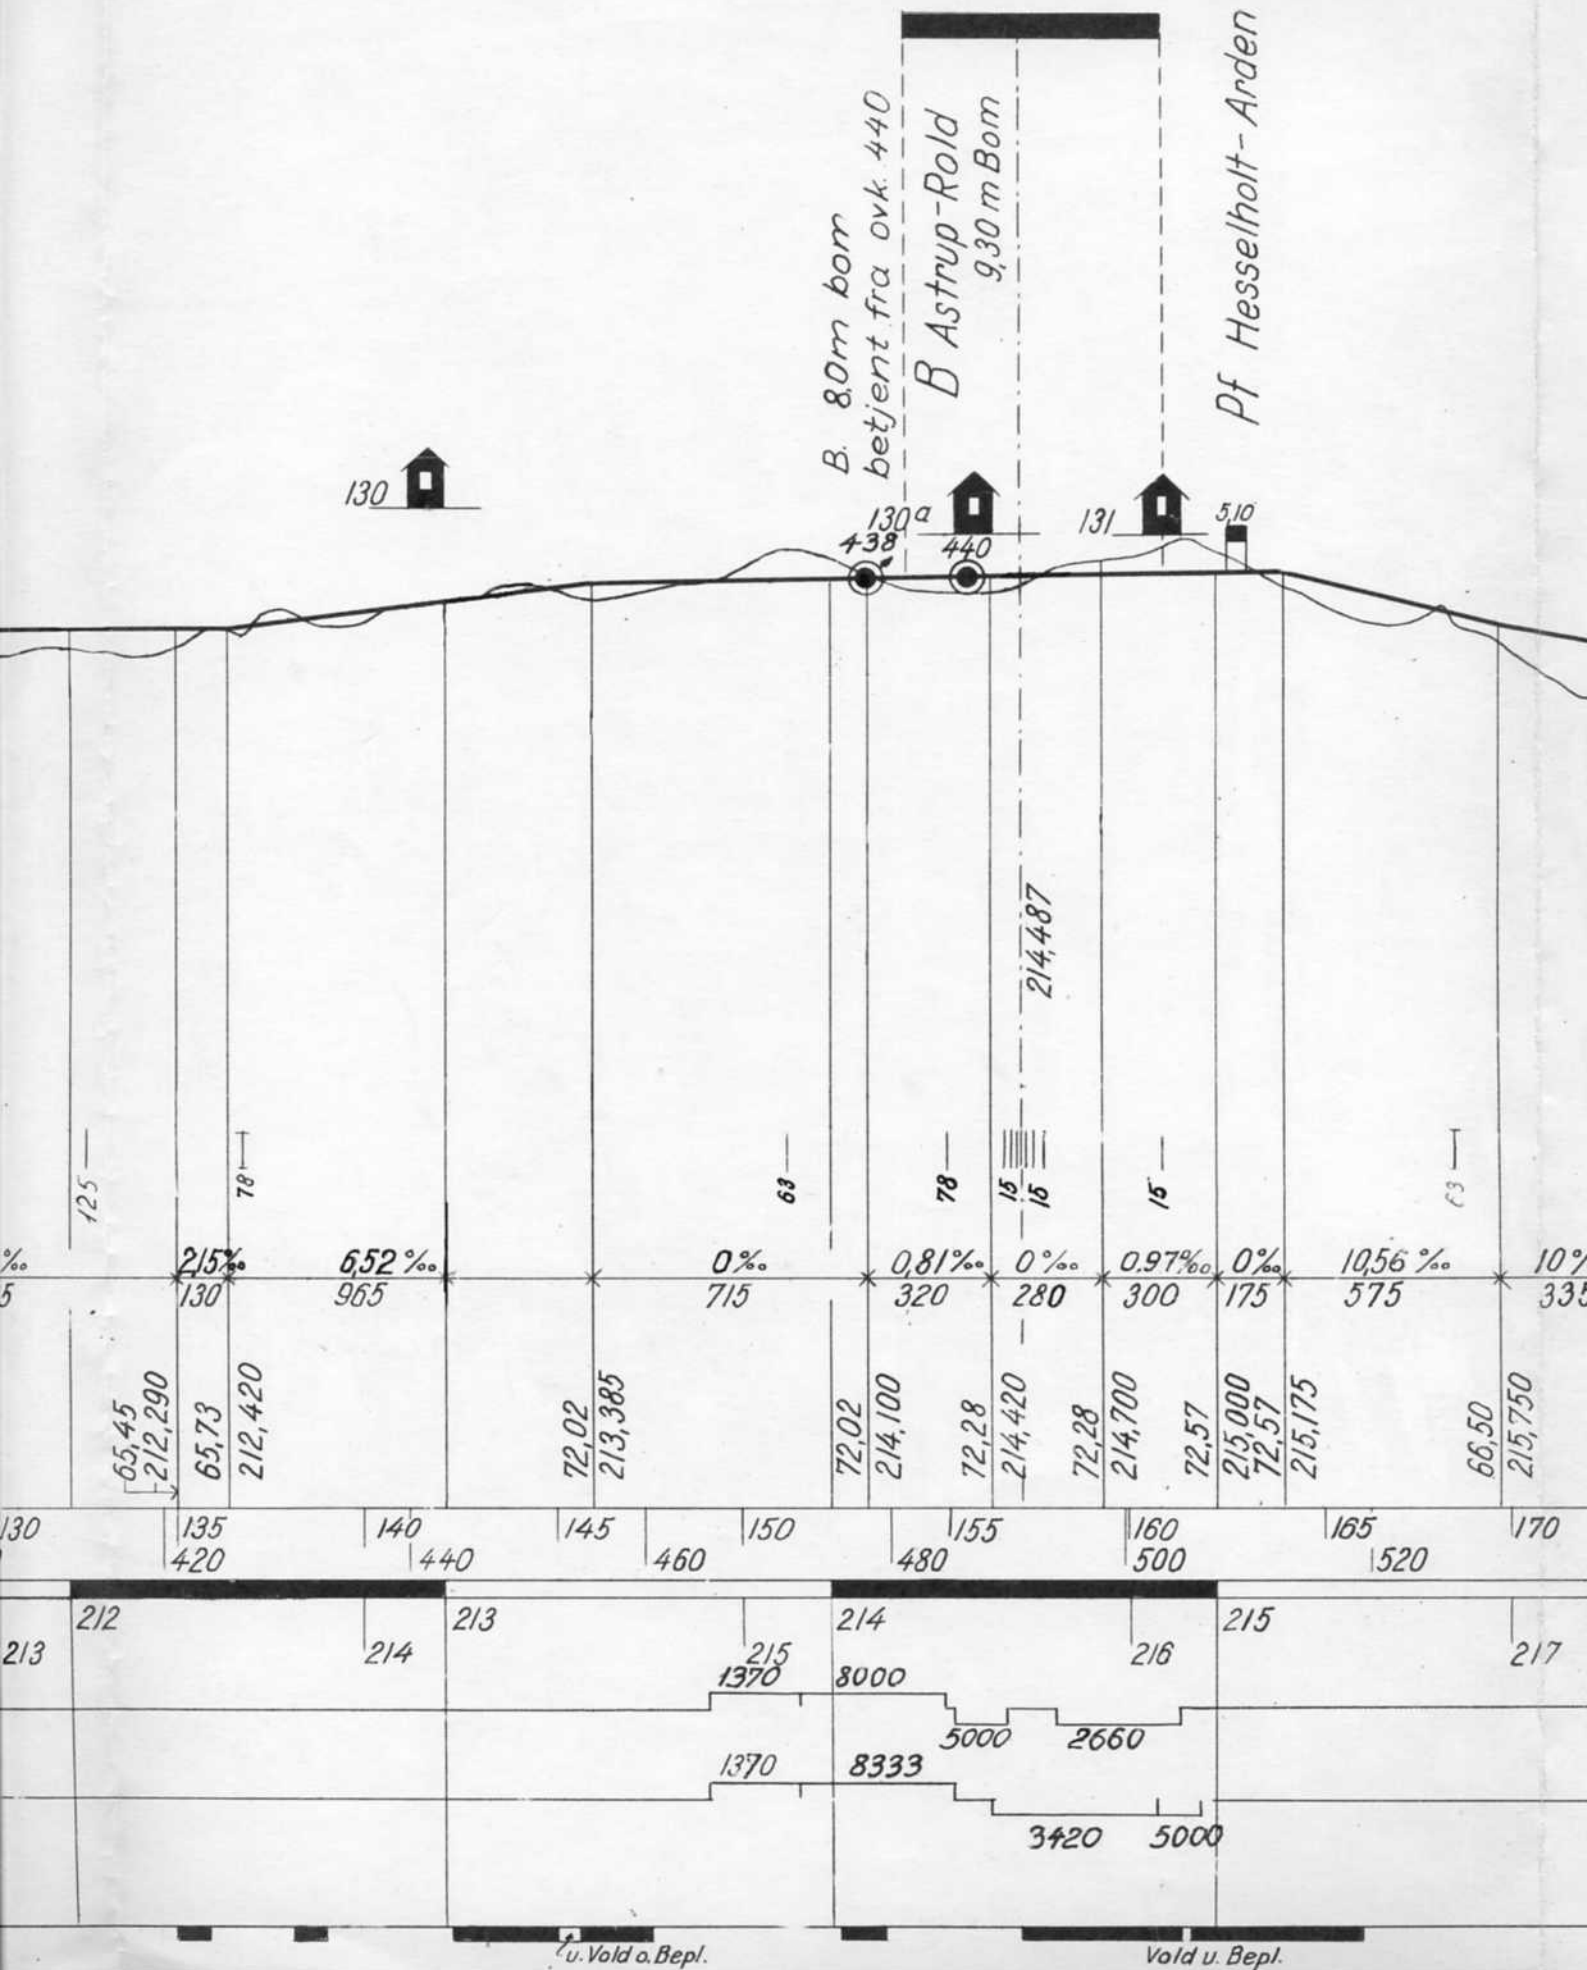 B. 8,0m bom
betjent fra ovk. 440
B Astrup-Rold
9,30 m Bom
Pf Hesselholt-Arden
130
130a
131
5,10
438
440
214,487
125
78
63
78
15
15
15
63
‰ 2,15‰ 6,52 ‰ 0‰ 0,81‰ 0‰ 0.97‰ 0‰ 10,56 ‰ 10%
5 130 965 715 320 280 300 175 575 335
65,45
212,290
65,73
212,420
72,02
213,385
72,02
214,100
72,28
214,420
72,28
214,700
72,57
215,000
72,57
215,175
66,50
215,750
130 135 140 145 150 155 160 165 170
420 440 460 480 500 520
212 213 214 215
213 214 215 216 217
1370 8000
5000 2660
1370 8333
3420 5000
u. Vold o. Bepl.
Vold u. Bepl.